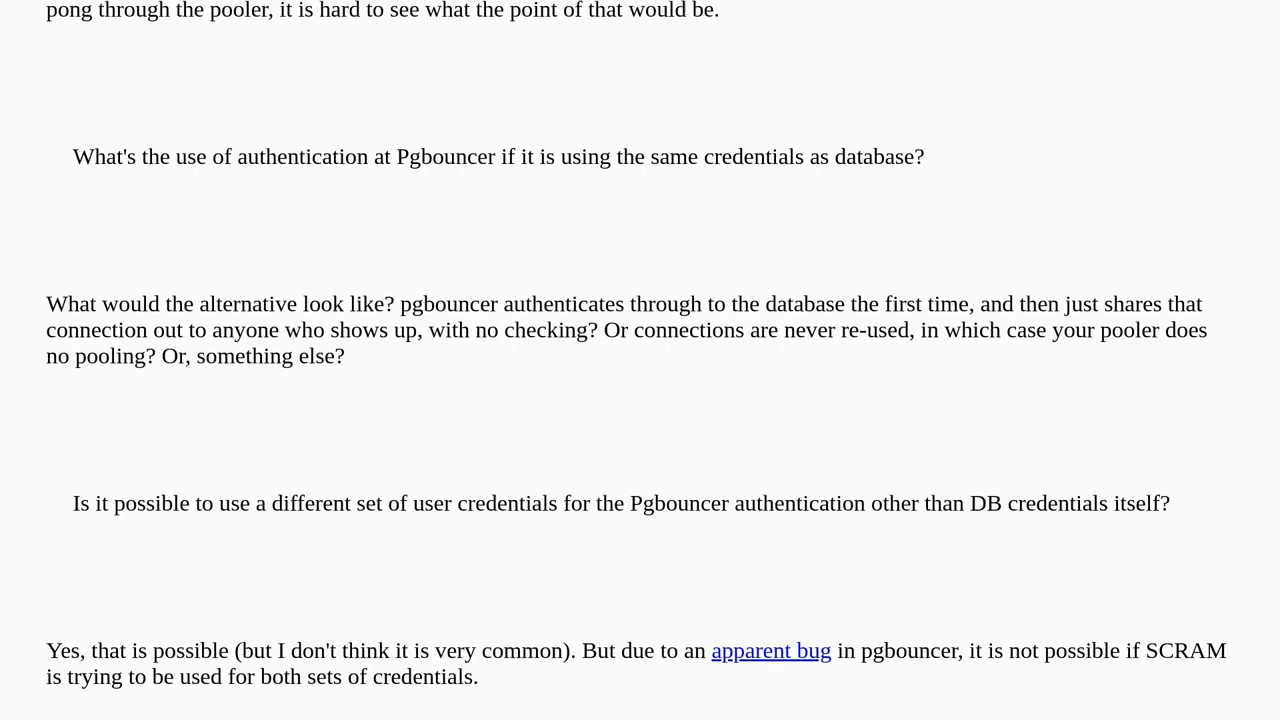 pong through the pooler, it is hard to see what the point of that would be.
What's the use of authentication at Pgbouncer if it is using the same credentials as database?
What would the alternative look like? pgbouncer authenticates through to the database the first time, and then just shares that
connection out to anyone who shows up, with no checking? Or connections are never re-used, in which case your pooler does
no pooling? Or, something else?
Is it possible to use a different set of user credentials for the Pgbouncer authentication other than DB credentials itself?
Yes, that is possible (but I don't think it is very common). But due to an apparent bug in pgbouncer, it is not possible if SCRAM
is trying to be used for both sets of credentials.